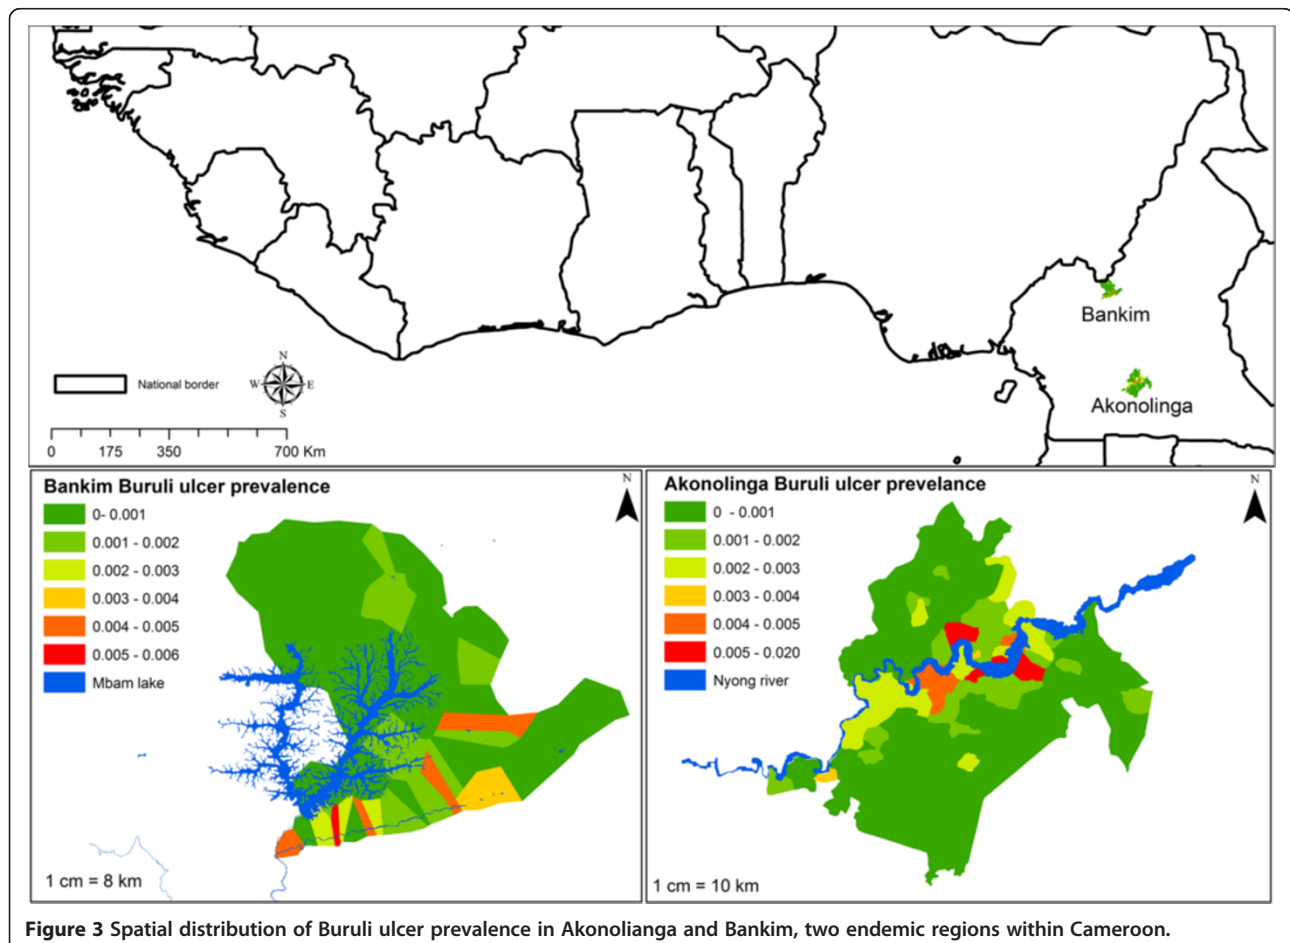 Bankim
Akonolinga
National border
N
W E
S
0 175 350 700 Km
Bankim Buruli ulcer prevalence
N
0- 0.001
0.001 - 0.002
0.002 - 0.003
0.003 - 0.004
0.004 - 0.005
0.005 - 0.006
Mbam lake
1 cm = 8 km
Akonolinga Buruli ulcer prevelance
N
0 - 0.001
0.001 - 0.002
0.002 - 0.003
0.003 - 0.004
0.004 - 0.005
0.005 - 0.020
Nyong river
1 cm = 10 km
Figure 3 Spatial distribution of Buruli ulcer prevalence in Akonolianga and Bankim, two endemic regions within Cameroon.